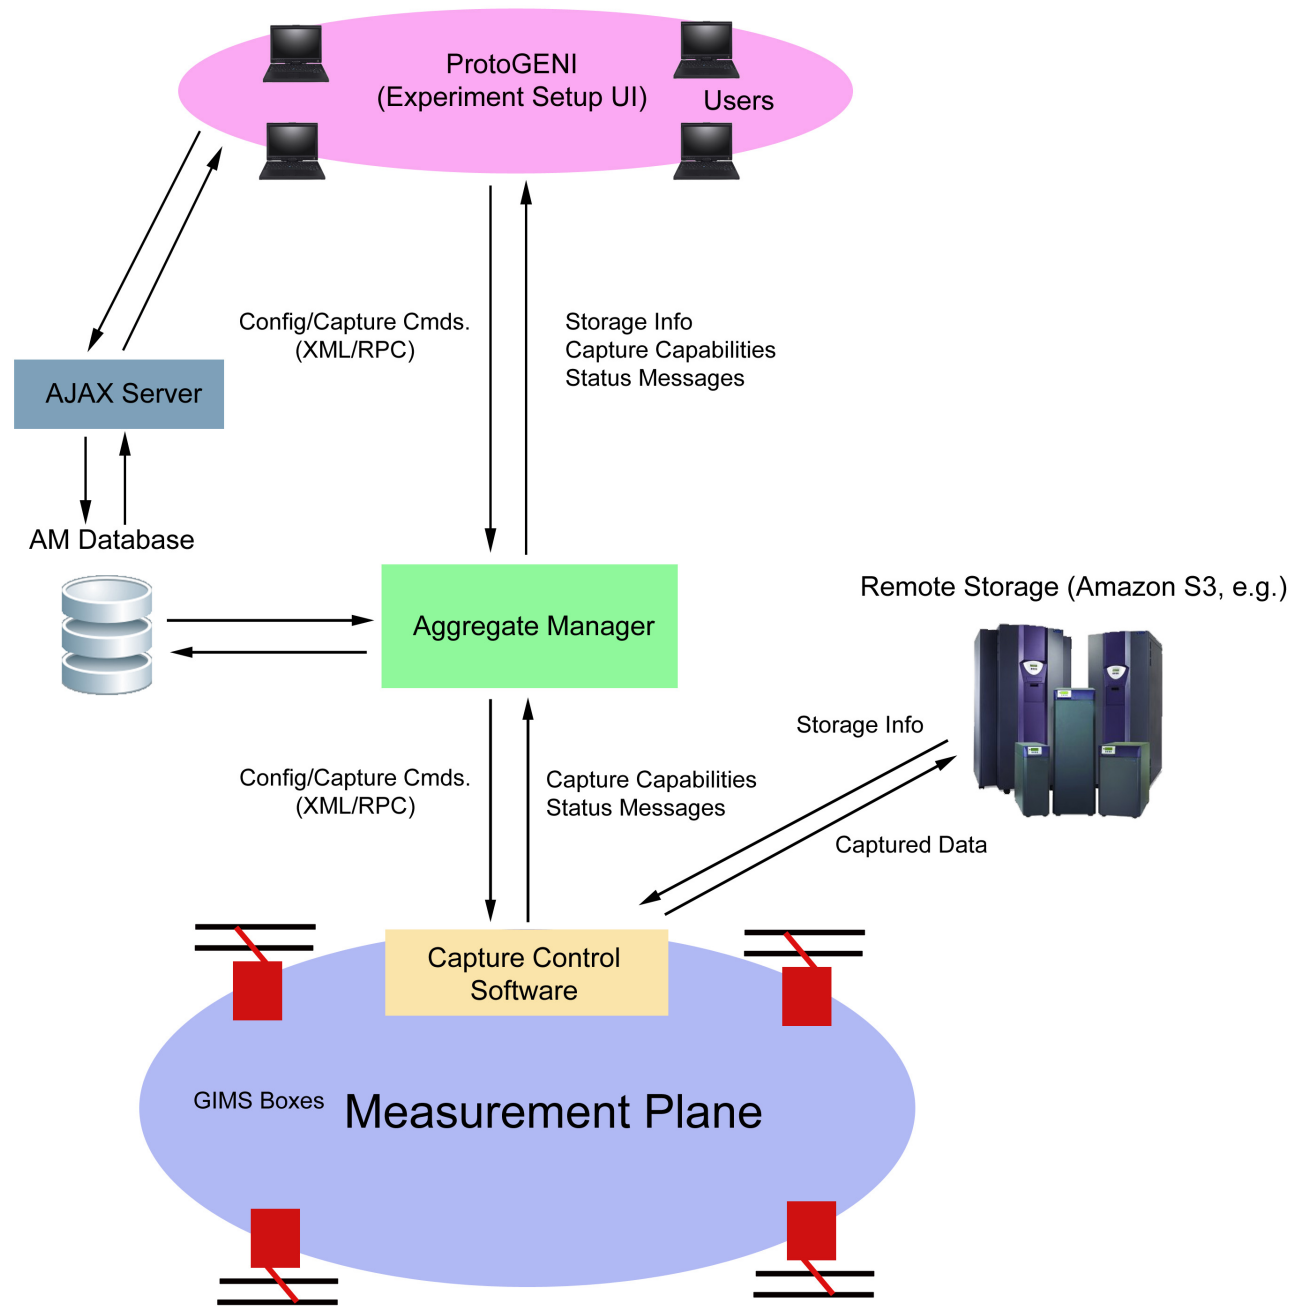 ProtoGENI
(Experiment Setup UI)
Users
Config/Capture Cmds.
(XML/RPC)
Storage Info
Capture Capabilities
Status Messages
AJAX Server
AM Database
Aggregate Manager
Remote Storage (Amazon S3, e.g.)
Storage Info
Config/Capture Cmds.
(XML/RPC)
Capture Capabilities
Status Messages
Captured Data
Capture Control
Software
GIMS Boxes
Measurement Plane